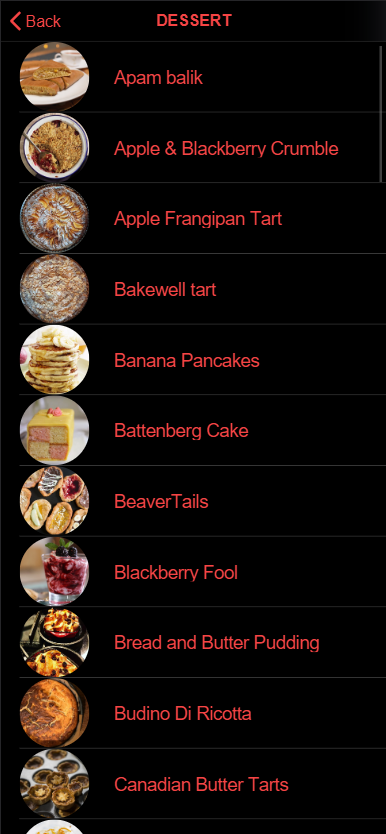 Back
DESSERT
Apam balik
Apple & Blackberry Crumble
Apple Frangipan Tart
Bakewell tart
Banana Pancakes
Battenberg Cake
BeaverTails
Blackberry Fool
Bread and Butter Pudding
Budino Di Ricotta
Canadian Butter Tarts